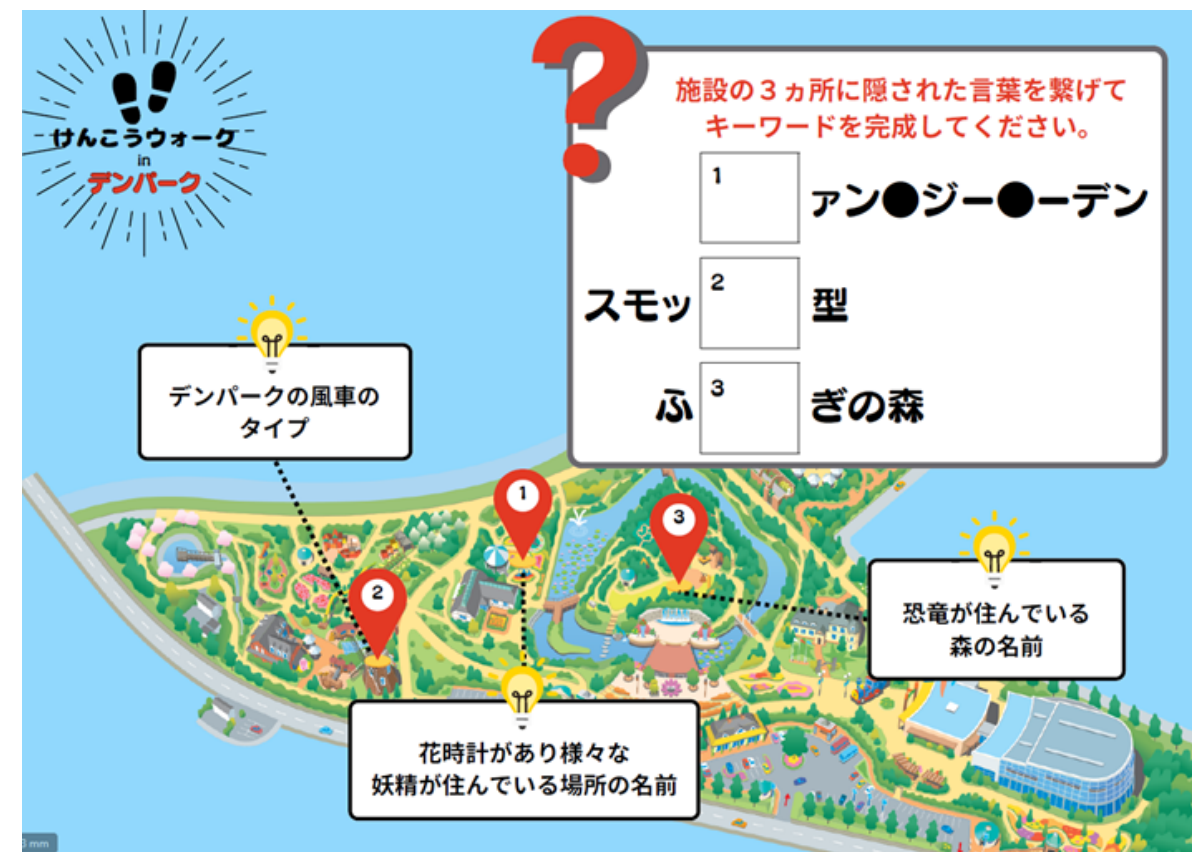 けんこうウォーク
in
デンパーク
?
施設の3ヵ所に隠された言葉を繋げて
キーワードを完成してください。
1 ァン●ジー●ーデン
スモッ 2 型
ふ 3 ぎの森
デンパークの風車の
タイプ
1
3
2
恐竜が住んでいる
森の名前
花時計があり様々な
妖精が住んでいる場所の名前
3 mm